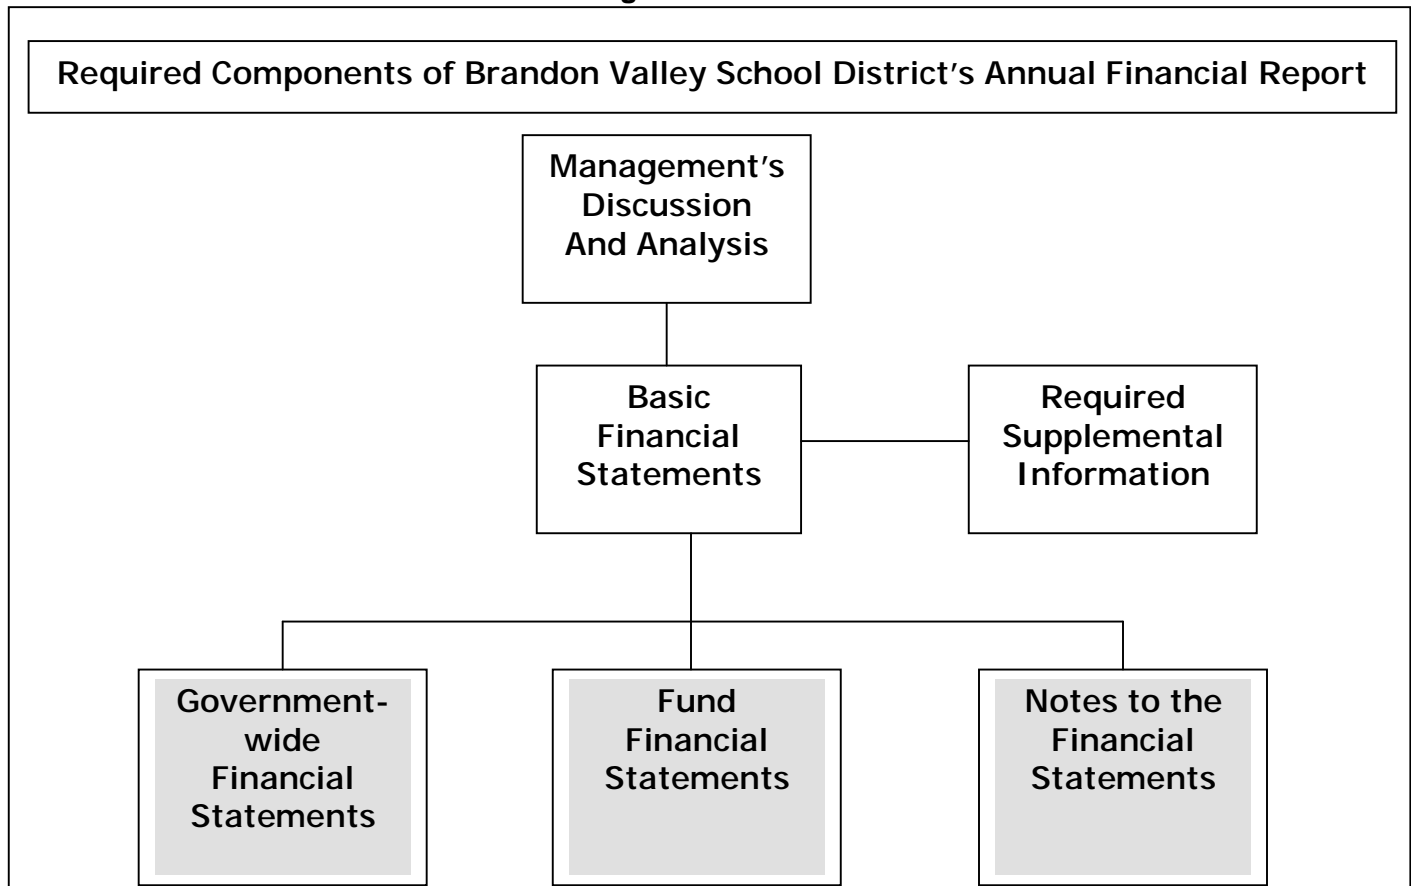 Required Components of Brandon Valley School District’s Annual Financial Report
Management’s
Discussion
And Analysis
Basic
Financial
Statements
Required
Supplemental
Information
Government-
wide
Financial
Statements
Fund
Financial
Statements
Notes to the
Financial
Statements